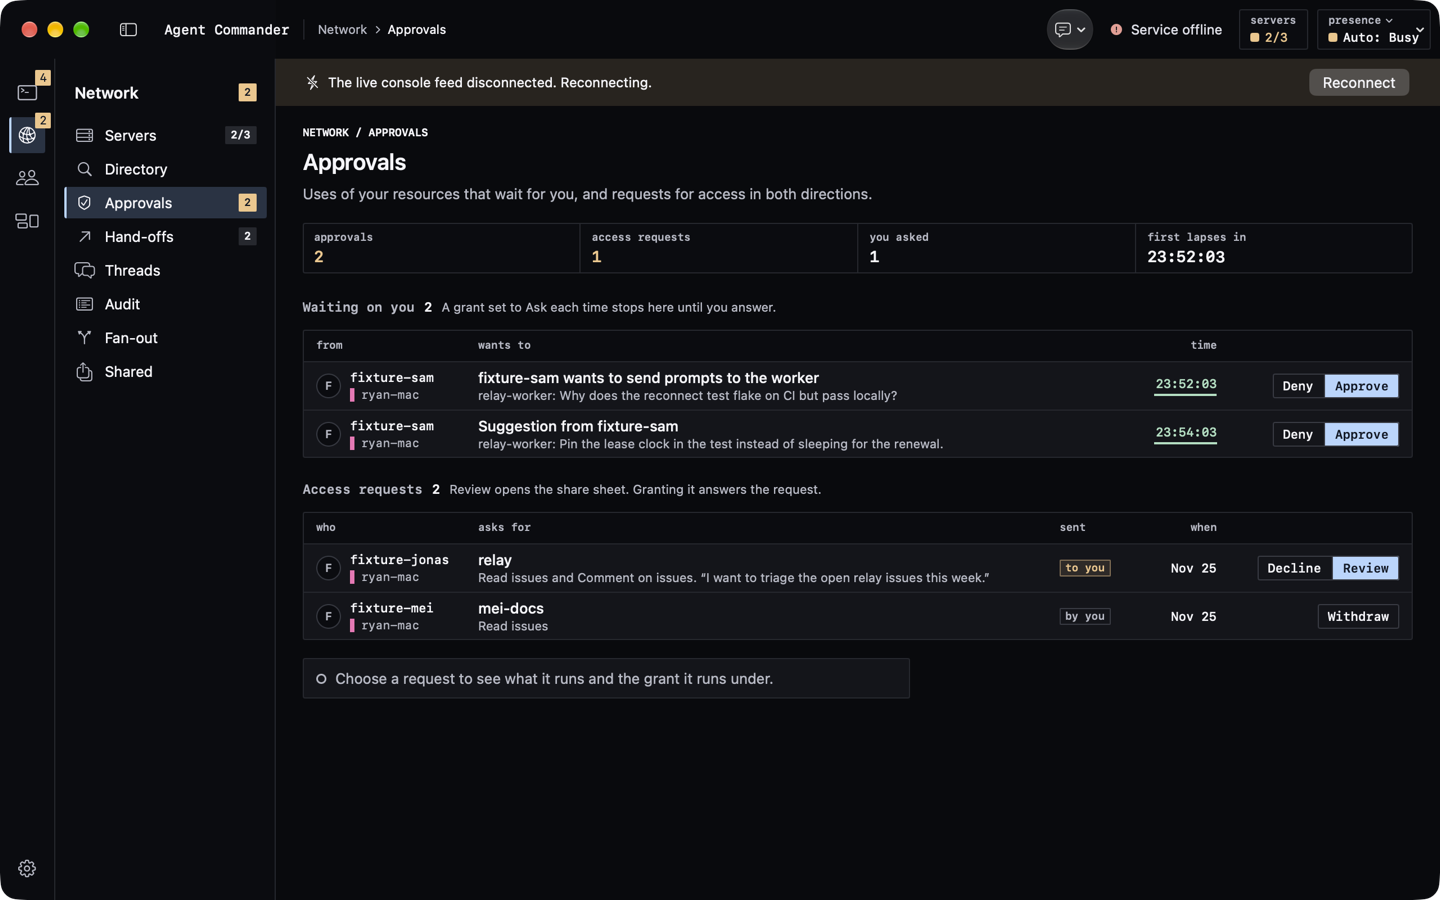 Agent Commander
Network > Approvals
Service offline
servers
2/3
presence
Auto: Busy
4
2
Network
2
Servers
2/3
Directory
Approvals
2
Hand-offs
2
Threads
Audit
Fan-out
Shared
The live console feed disconnected. Reconnecting.
Reconnect
NETWORK / APPROVALS
Approvals
Uses of your resources that wait for you, and requests for access in both directions.
approvals
2
access requests
1
you asked
1
first lapses in
23:52:03
Waiting on you 2 A grant set to Ask each time stops here until you answer.
from wants to time
F
fixture-sam
ryan-mac
fixture-sam wants to send prompts to the worker
relay-worker: Why does the reconnect test flake on CI but pass locally?
23:52:03
Deny Approve
F
fixture-sam
ryan-mac
Suggestion from fixture-sam
relay-worker: Pin the lease clock in the test instead of sleeping for the renewal.
23:54:03
Deny Approve
Access requests 2 Review opens the share sheet. Granting it answers the request.
who asks for sent when
F
fixture-jonas
ryan-mac
relay
Read issues and Comment on issues. “I want to triage the open relay issues this week.”
to you
Nov 25
Decline Review
F
fixture-mei
ryan-mac
mei-docs
Read issues
by you
Nov 25
Withdraw
Choose a request to see what it runs and the grant it runs under.